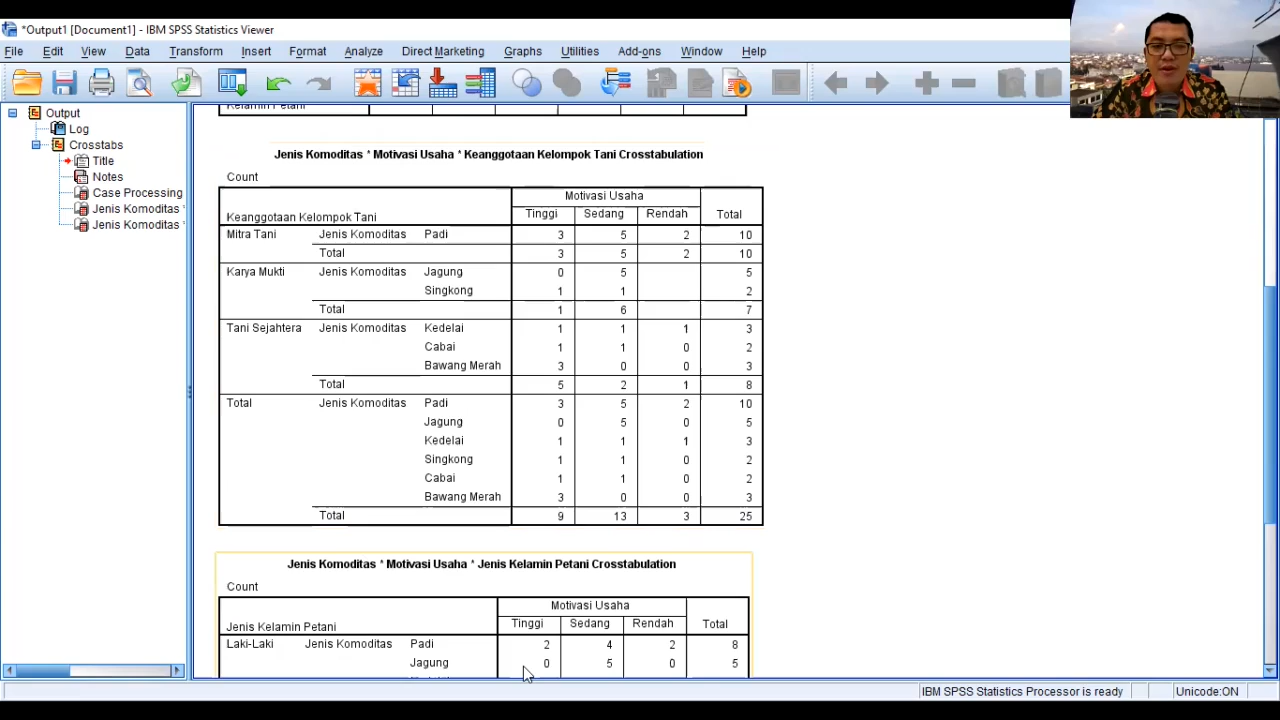 *Output1 [Document1] - IBM SPSS Statistics Viewer
File Edit View Data Transform Insert Format Analyze Direct Marketing Graphs Utilities Add-ons Window Help
Output
Log
Crosstabs
Title
Notes
Case Processing
Jenis Komoditas *
Jenis Komoditas *
Kelamin Petani
Jenis Komoditas * Motivasi Usaha * Keanggotaan Kelompok Tani Crosstabulation
Count
Motivasi Usaha
Keanggotaan Kelompok Tani Tinggi Sedang Rendah Total
Mitra Tani Jenis Komoditas Padi 3 5 2 10
Total 3 5 2 10
Karya Mukti Jenis Komoditas Jagung 0 5 5
Singkong 1 1 2
Total 1 6 7
Tani Sejahtera Jenis Komoditas Kedelai 1 1 1 3
Cabai 1 1 0 2
Bawang Merah 3 0 0 3
Total 5 2 1 8
Total Jenis Komoditas Padi 3 5 2 10
Jagung 0 5 0 5
Kedelai 1 1 1 3
Singkong 1 1 0 2
Cabai 1 1 0 2
Bawang Merah 3 0 0 3
Total 9 13 3 25
Jenis Komoditas * Motivasi Usaha * Jenis Kelamin Petani Crosstabulation
Count
Motivasi Usaha
Jenis Kelamin Petani Tinggi Sedang Rendah Total
Laki-Laki Jenis Komoditas Padi 2 4 2 8
Jagung 0 5 0 5
IBM SPSS Statistics Processor is ready Unicode:ON